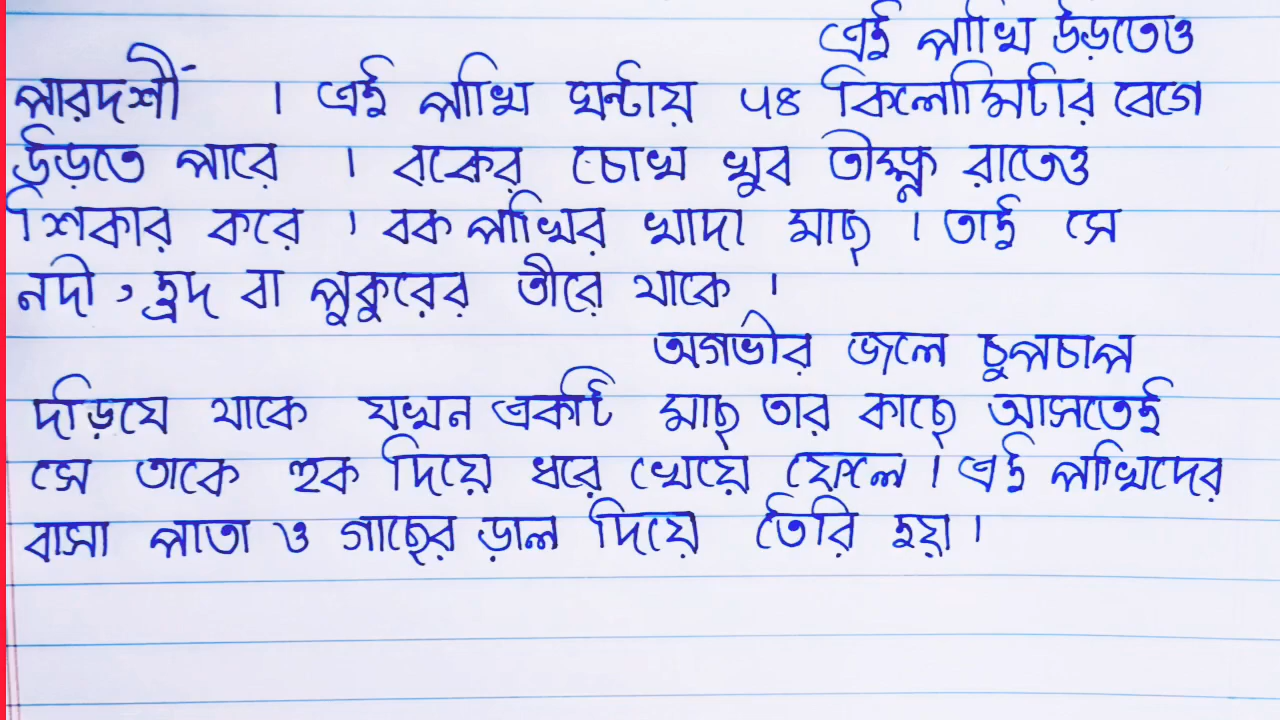 এই পাখি উড়তেও
পারদর্শী । এই পাখি ঘন্টায় ৫৪ কিলোমিটার বেগে
উড়তে পারে । বকের চোখ খুব তীক্ষ্ণ রাতেও
শিকার করে । বক পাখির খাদ্য মাছ । তাই সে
নদী, হ্রদ বা পুকুরের তীরে থাকে ।
অগভীর জলে চুপচাপ
দাঁড়িয়ে থাকে যখন একটি মাছ তার কাছে আসতেই
সে তাকে হুক দিয়ে ধরে খেয়ে ফেলে । এই পাখিদের
বাসা পাতা ও গাছের ডাল দিয়ে তৈরি হয় ।